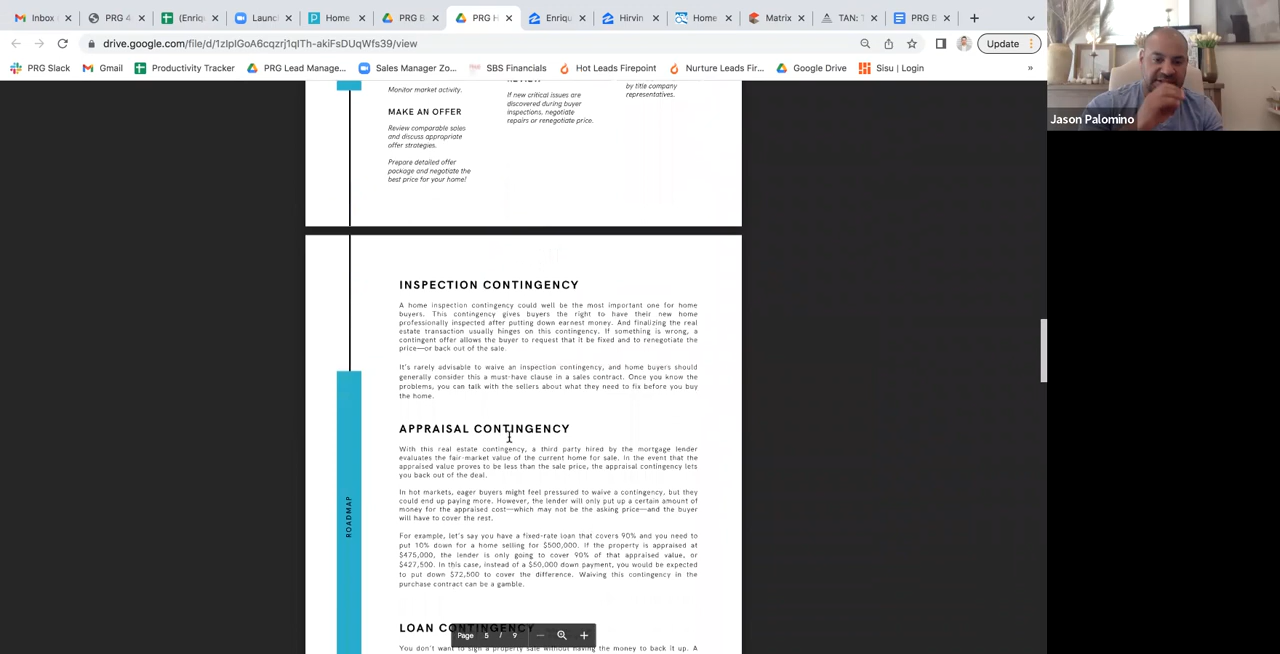 Inbox
PRG 4
(Enriq
Launc
Home
PRG B
PRG H
Enriqu
Hirvin
Home
Matrix
TAN: T
PRG B
drive.google.com/file/d/1zIplGoA6cqzrj1qlTh-akiFsDUqWfs39/view
Update
PRG Slack
Gmail
Productivity Tracker
PRG Lead Manage...
Sales Manager Zo...
SBS Financials
Hot Leads Firepoint
Nurture Leads Fir...
Google Drive
Sisu | Login
»
Jason Palomino
Monitor market activity.
MAKE AN OFFER
Review comparable sales
and discuss appropriate
offer strategies.
Prepare detailed offer
package and negotiate the
best price for your home!
If new critical issues are
discovered during buyer
inspections, negotiate
repairs or renegotiate price.
by title company
representatives.
INSPECTION CONTINGENCY
A home inspection contingency could well be the most important one for home
buyers. This contingency gives buyers the right to have their new home
professionally inspected after putting down earnest money. And finalizing the real
estate transaction usually hinges on this contingency. If something is wrong, a
contingent offer allows the buyer to request that it be fixed and to renegotiate the
price—or back out of the sale.
It's rarely advisable to waive an inspection contingency, and home buyers should
generally consider this a must-have clause in a sales contract. Once you know the
problems, you can talk with the sellers about what they need to fix before you buy
the home.
APPRAISAL CONTINGENCY
With this real estate contingency, a third party hired by the mortgage lender
evaluates the fair-market value of the current home for sale. In the event that the
appraised value proves to be less than the sale price, the appraisal contingency lets
you back out of the deal.
In hot markets, eager buyers might feel pressured to waive a contingency, but they
could end up paying more. However, the lender will only put up a certain amount of
money for the appraised cost—which may not be the asking price—and the buyer
will have to cover the rest.
For example, let's say you have a fixed-rate loan that covers 90% and you need to
put 10% down for a home selling for $500,000. If the property is appraised at
$475,000, the lender is only going to cover 90% of that appraised value, or
$427,500. In this case, instead of a $50,000 down payment, you would be expected
to put down $72,500 to cover the difference. Waiving this contingency in the
purchase contract can be a gamble.
ROADMAP
LOAN CONTINGENCY
Page 5 / 9
You don't want to sign a property sale without having the money to back it up. A